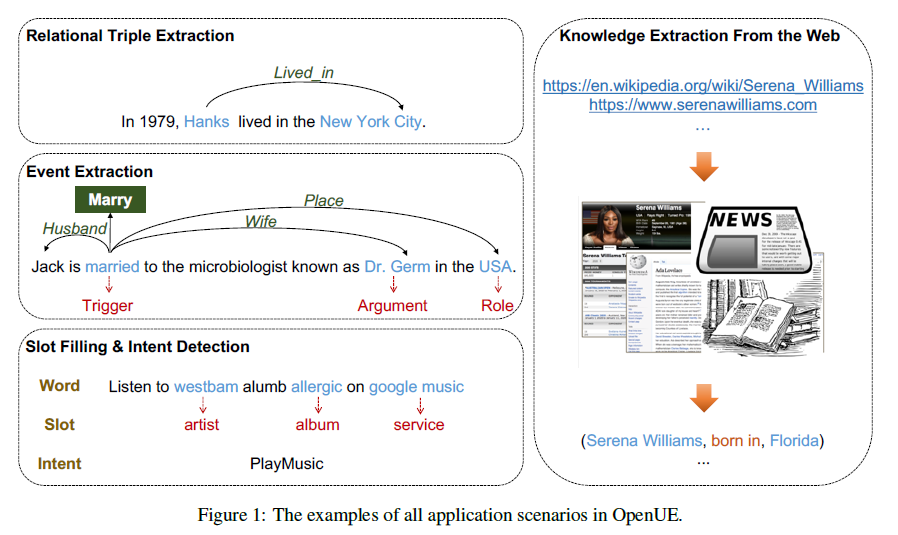 Relational Triple Extraction
Lived_in
In 1979, Hanks lived in the New York City.
Event Extraction
Marry
Place
Husband
Wife
Jack is married to the microbiologist known as Dr. Germ in the USA.
Trigger Argument Role
Slot Filling & Intent Detection
Word Listen to westbam alumb allergic on google music
Slot artist album service
Intent PlayMusic
Knowledge Extraction From the Web
https://en.wikipedia.org/wiki/Serena_Williams
https://www.serenawilliams.com
...
Serena Williams
NEWS
Ada Lovelace
(Serena Williams, born in, Florida)
...
Figure 1: The examples of all application scenarios in OpenUE.